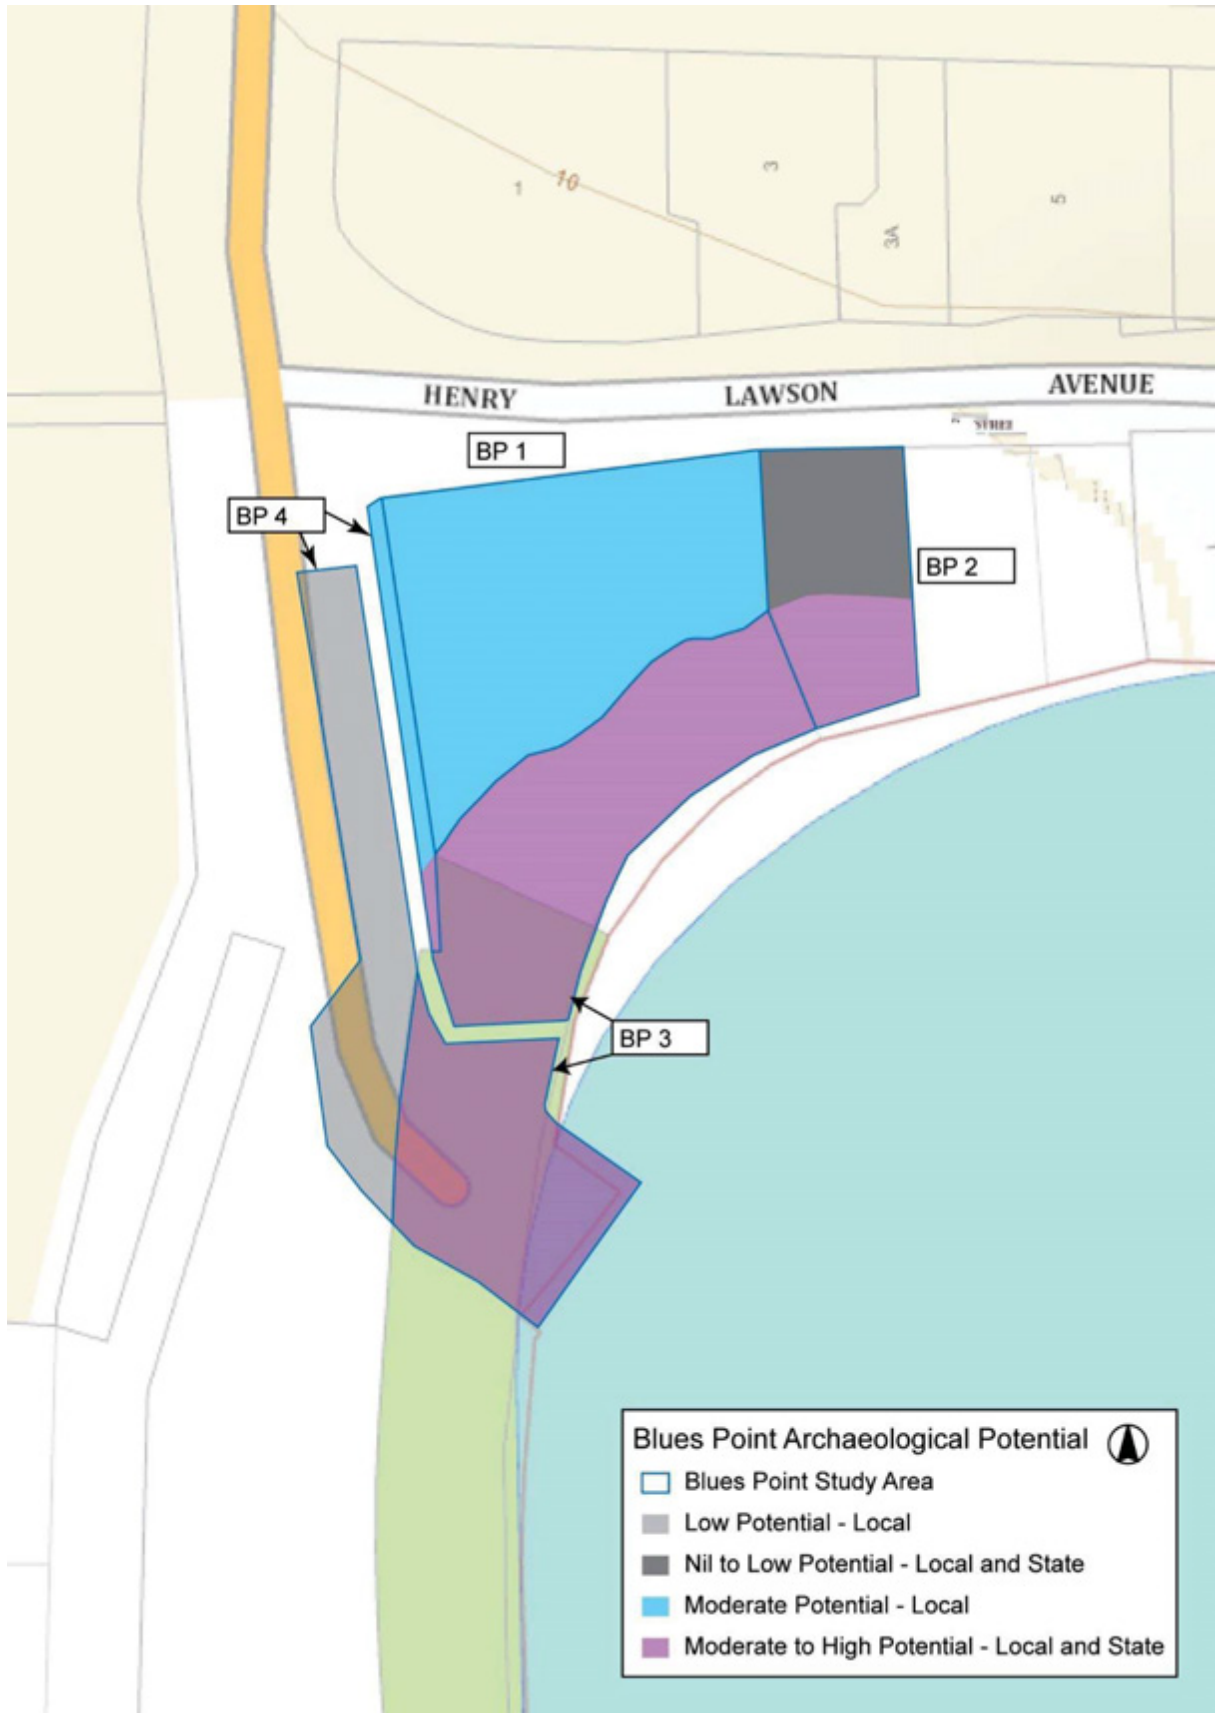 1
10
3
3A
5
HENRY LAWSON AVENUE
BP 1
BP 4
BP 2
BP 3
Blues Point Archaeological Potential
Blues Point Study Area
Low Potential - Local
Nil to Low Potential - Local and State
Moderate Potential - Local
Moderate to High Potential - Local and State